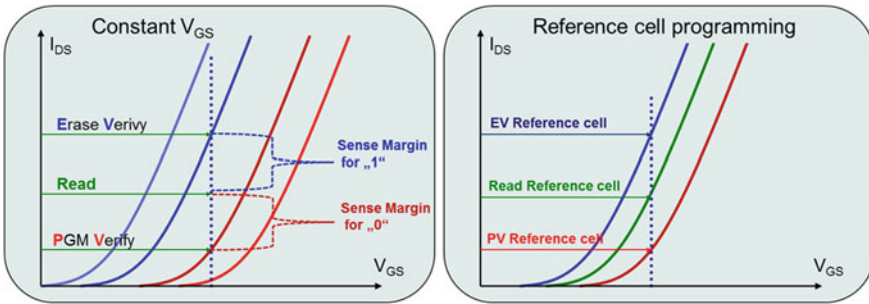 Constant VGS
IDS
Erase Verivy
Read
PGM Verify
Sense Margin
for „1“
Sense Margin
for „0“
VGS
Reference cell programming
IDS
EV Reference cell
Read Reference cell
PV Reference cell
VGS